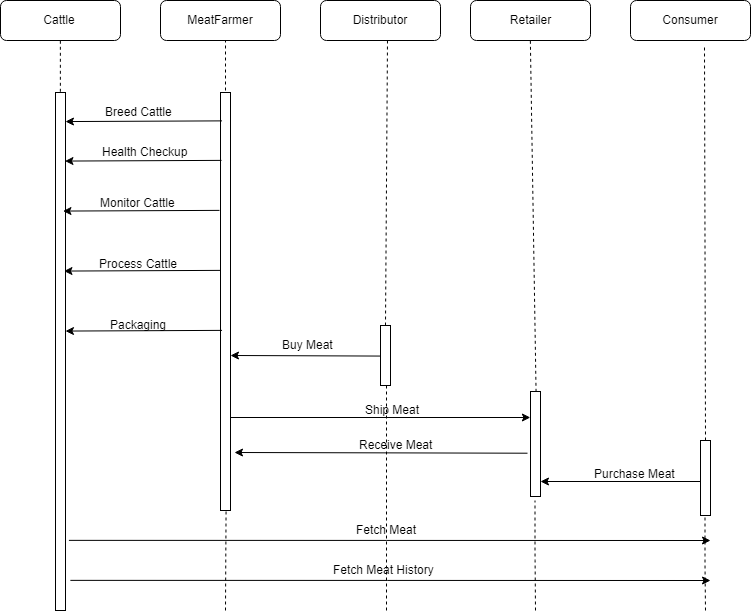 Cattle
MeatFarmer
Distributor
Retailer
Consumer
Breed Cattle
Health Checkup
Monitor Cattle
Process Cattle
Packaging
Buy Meat
Ship Meat
Receive Meat
Purchase Meat
Fetch Meat
Fetch Meat History